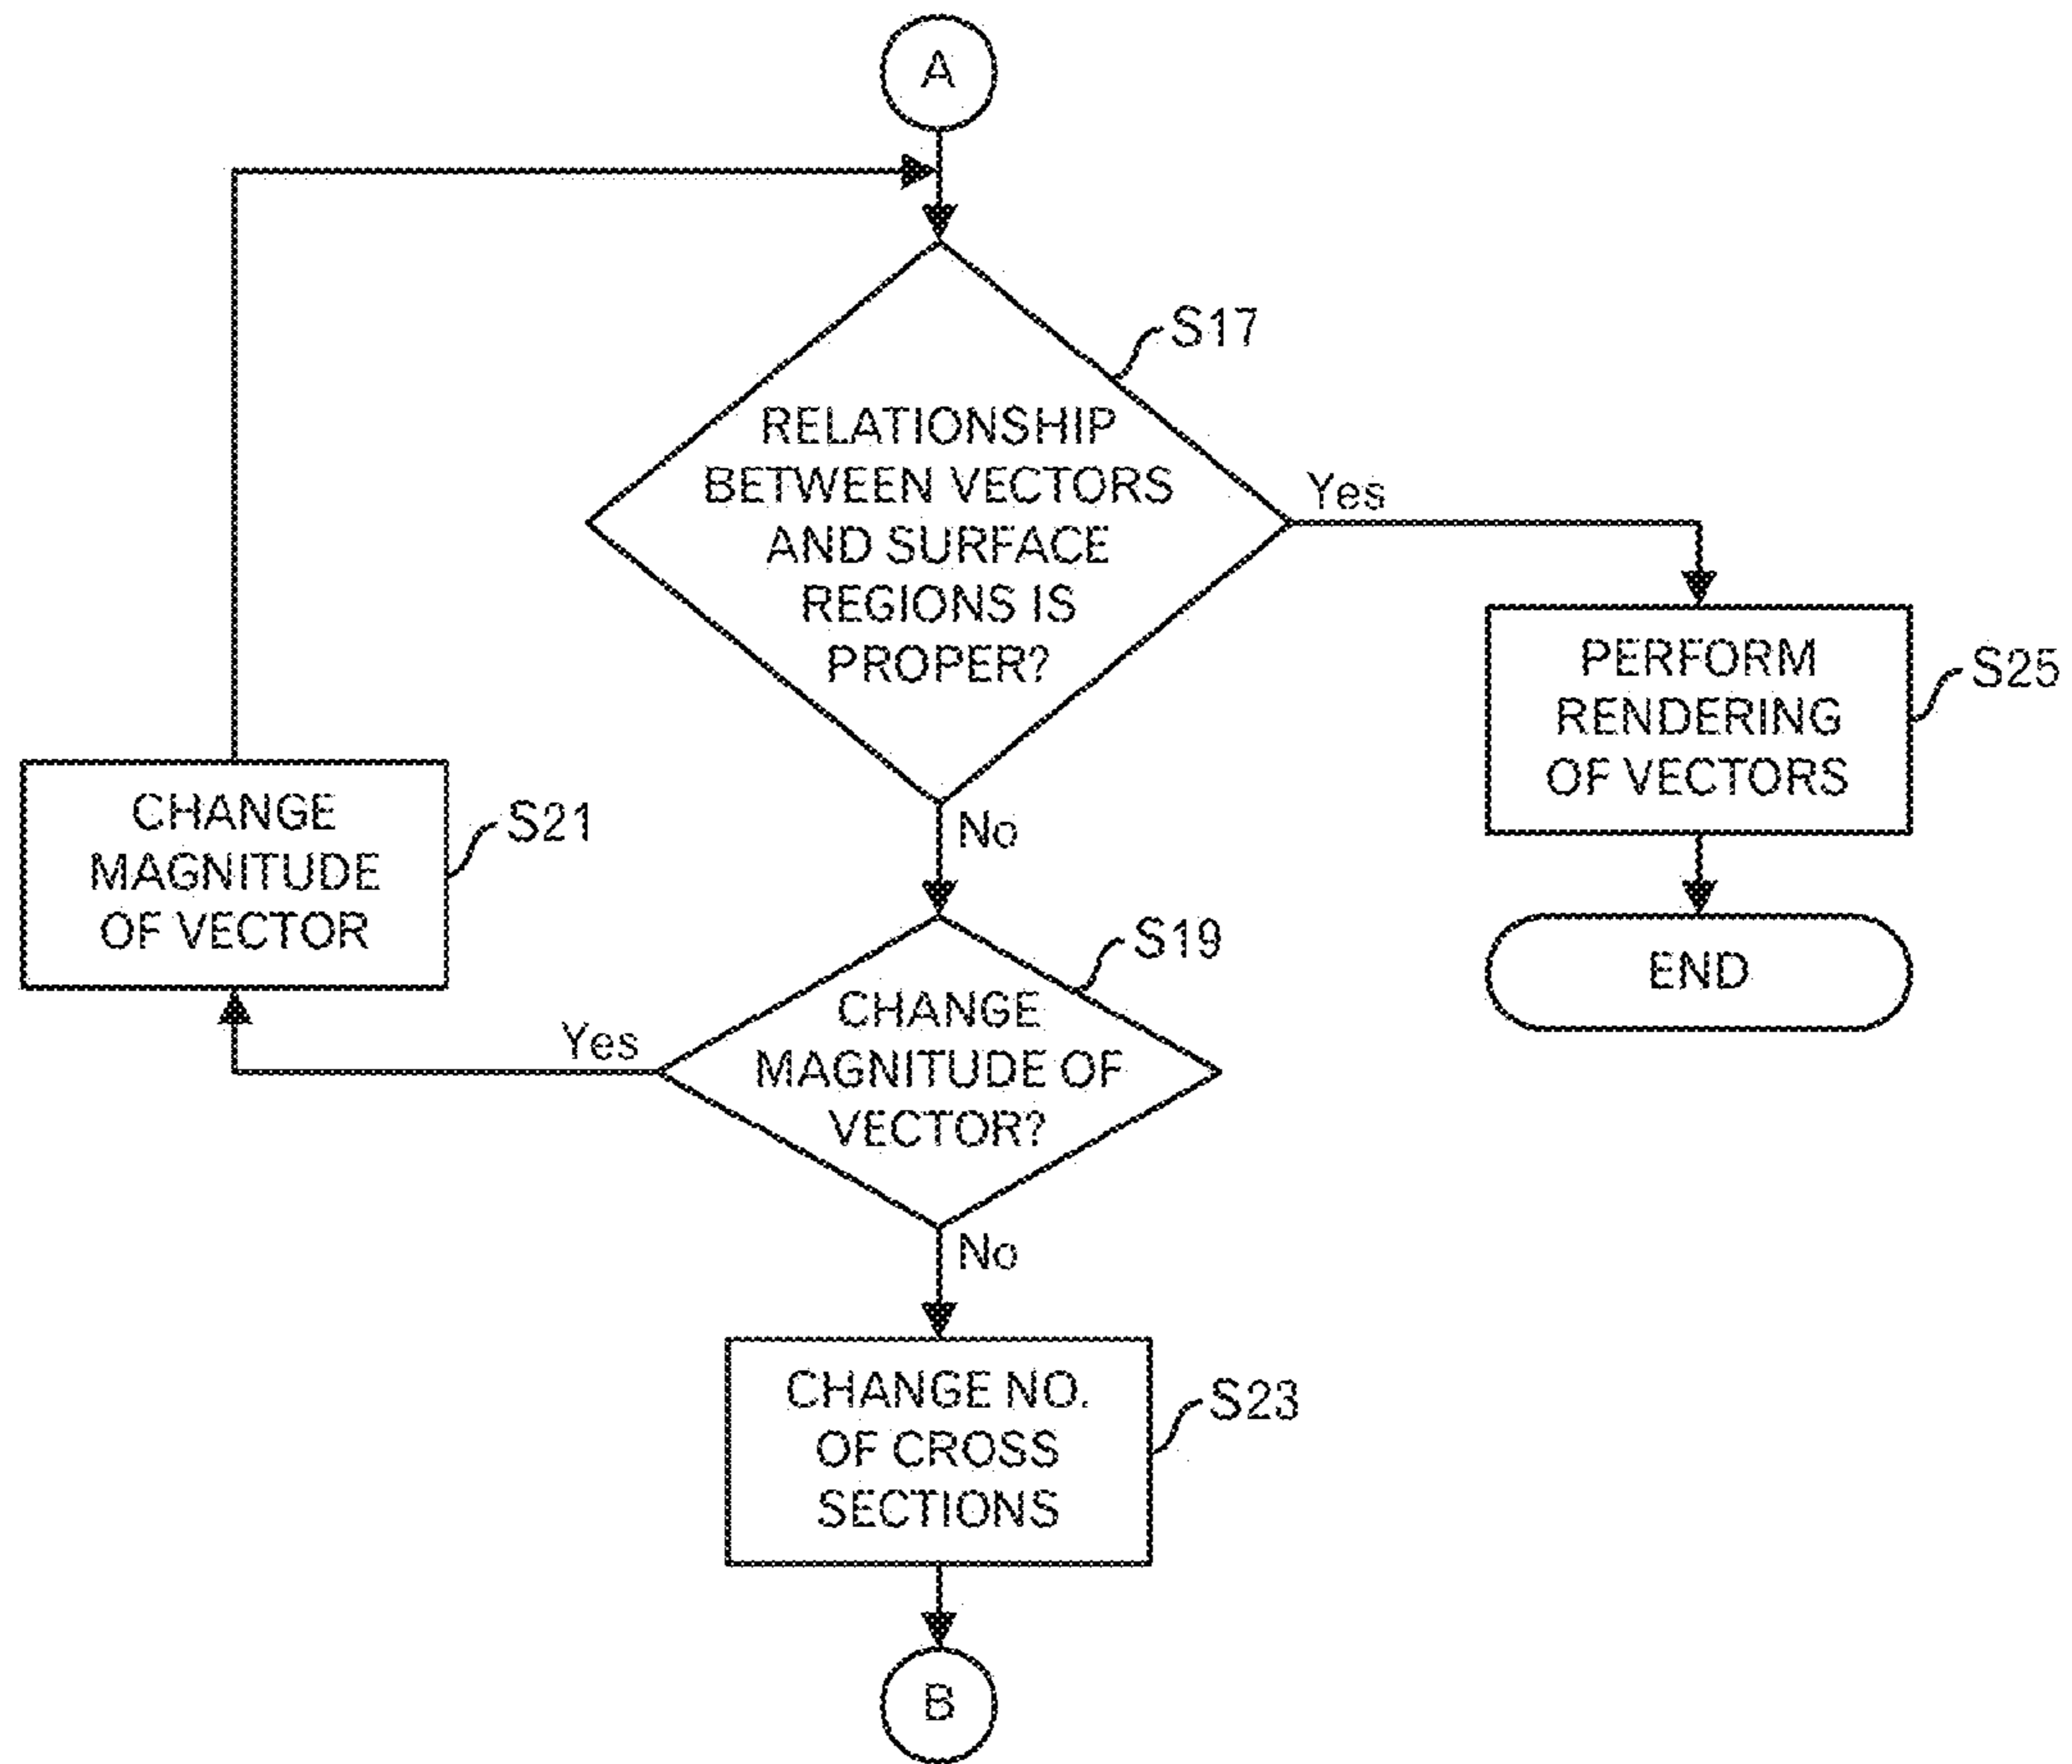 A
S17
RELATIONSHIP
BETWEEN VECTORS
AND SURFACE
REGIONS IS
PROPER?
Yes
No
PERFORM
RENDERING
OF VECTORS
S25
END
CHANGE
MAGNITUDE
OF VECTOR
S21
S19
CHANGE
MAGNITUDE OF
VECTOR?
Yes
No
CHANGE NO.
OF CROSS
SECTIONS
S23
B